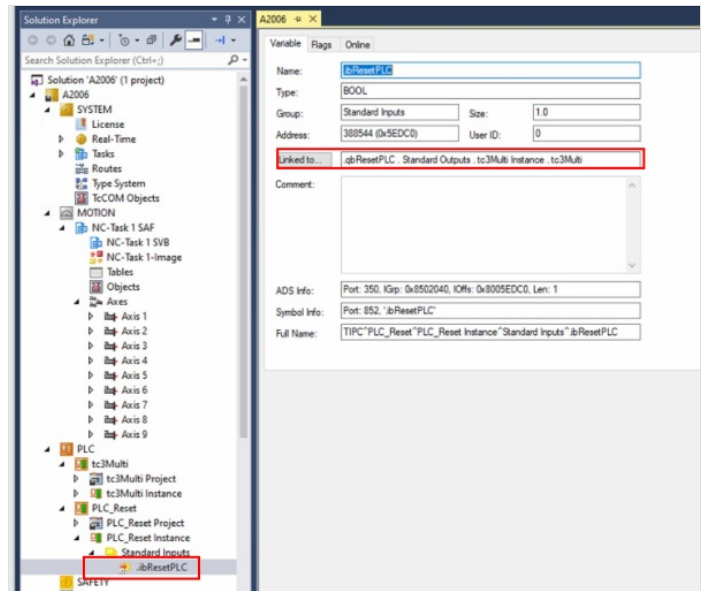 Solution Explorer
A2006
Search Solution Explorer (Ctrl+;)
Solution 'A2006' (1 project)
A2006
SYSTEM
License
Real-Time
Tasks
Routes
Type System
TcCOM Objects
MOTION
NC-Task 1 SAF
NC-Task 1 SVB
NC-Task 1-Image
Tables
Objects
Axes
Axis 1
Axis 2
Axis 3
Axis 4
Axis 5
Axis 6
Axis 7
Axis 8
Axis 9
PLC
tc3Multi
tc3Multi Project
tc3Multi Instance
PLC_Reset
PLC_Reset Project
PLC_Reset Instance
Standard Inputs
.ibResetPLC
SAFETY
Variable Flags Online
Name: .ibResetPLC
Type: BOOL
Group: Standard Inputs Size: 1.0
Address: 388544 (0x5EDC0) User ID: 0
Linked to... .qbResetPLC . Standard Outputs . tc3Multi Instance . tc3Multi
Comment:
ADS Info: Port: 350, IGrp: 0x8502040, IOffs: 0x8005EDC0, Len: 1
Symbol Info: Port: 852, '.ibResetPLC'
Full Name: TIPC^PLC_Reset^PLC_Reset Instance^Standard Inputs^.ibResetPLC